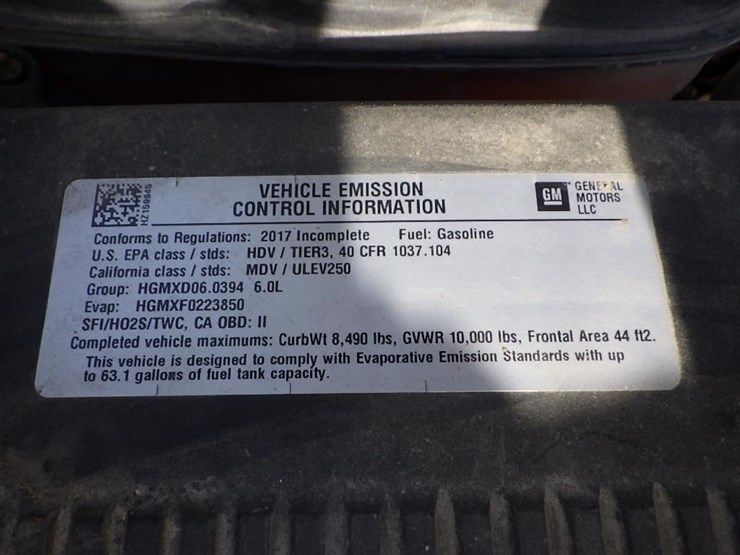 HZ159945
VEHICLE EMISSION
CONTROL INFORMATION
GM
GENERAL
MOTORS
LLC
Conforms to Regulations: 2017 Incomplete Fuel: Gasoline
U.S. EPA class / stds: HDV / TIER3, 40 CFR 1037.104
California class / stds: MDV / ULEV250
Group: HGMXD06.0394 6.0L
Evap: HGMXF0223850
SFI/HO2S/TWC, CA OBD: II
Completed vehicle maximums: CurbWt 8,490 lbs, GVWR 10,000 lbs, Frontal Area 44 ft2.
This vehicle is designed to comply with Evaporative Emission Standards with up
to 63.1 gallons of fuel tank capacity.